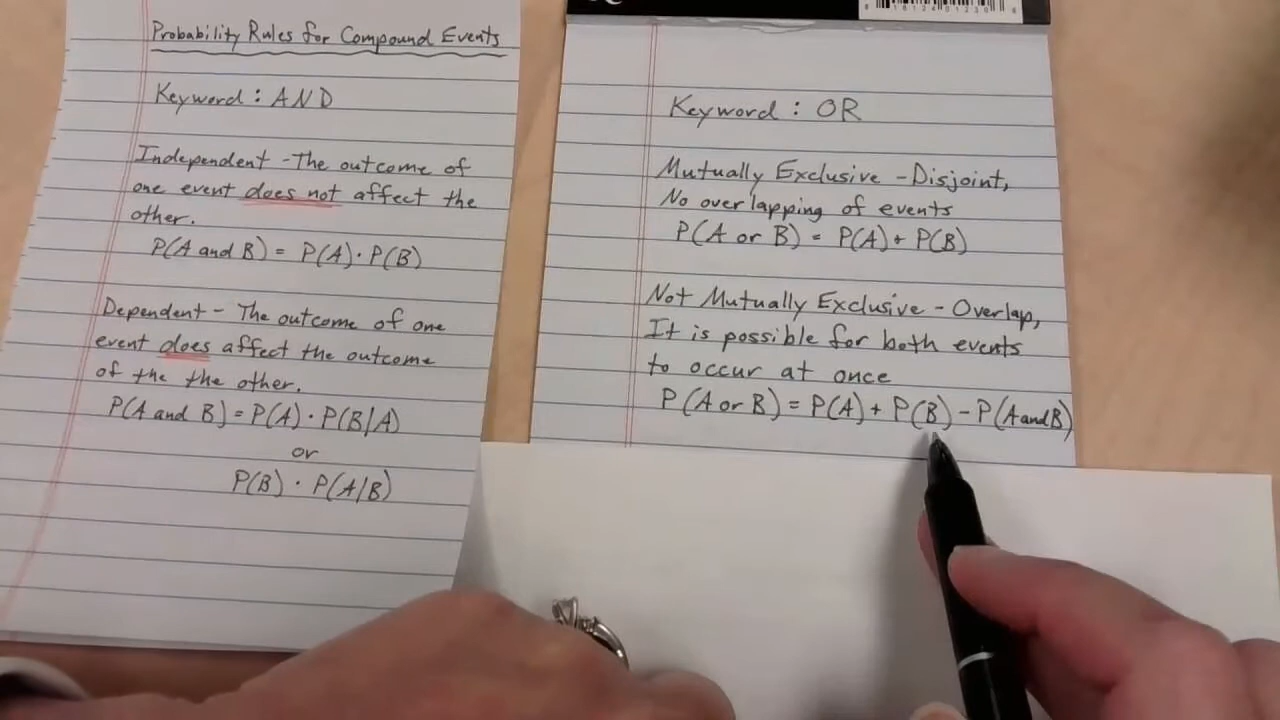 Probability Rules for Compound Events
Keyword: AND
Independent - The outcome of
one event does not affect the
other.
P(A and B) = P(A) · P(B)
Dependent - The outcome of one
event does affect the outcome
of the the other.
P(A and B) = P(A) · P(B/A)
or
P(B) · P(A/B)
Keyword: OR
Mutually Exclusive - Disjoint,
No overlapping of events
P(A or B) = P(A) + P(B)
Not Mutually Exclusive - Overlap,
It is possible for both events
to occur at once
P(A or B) = P(A) + P(B) - P(A and B)